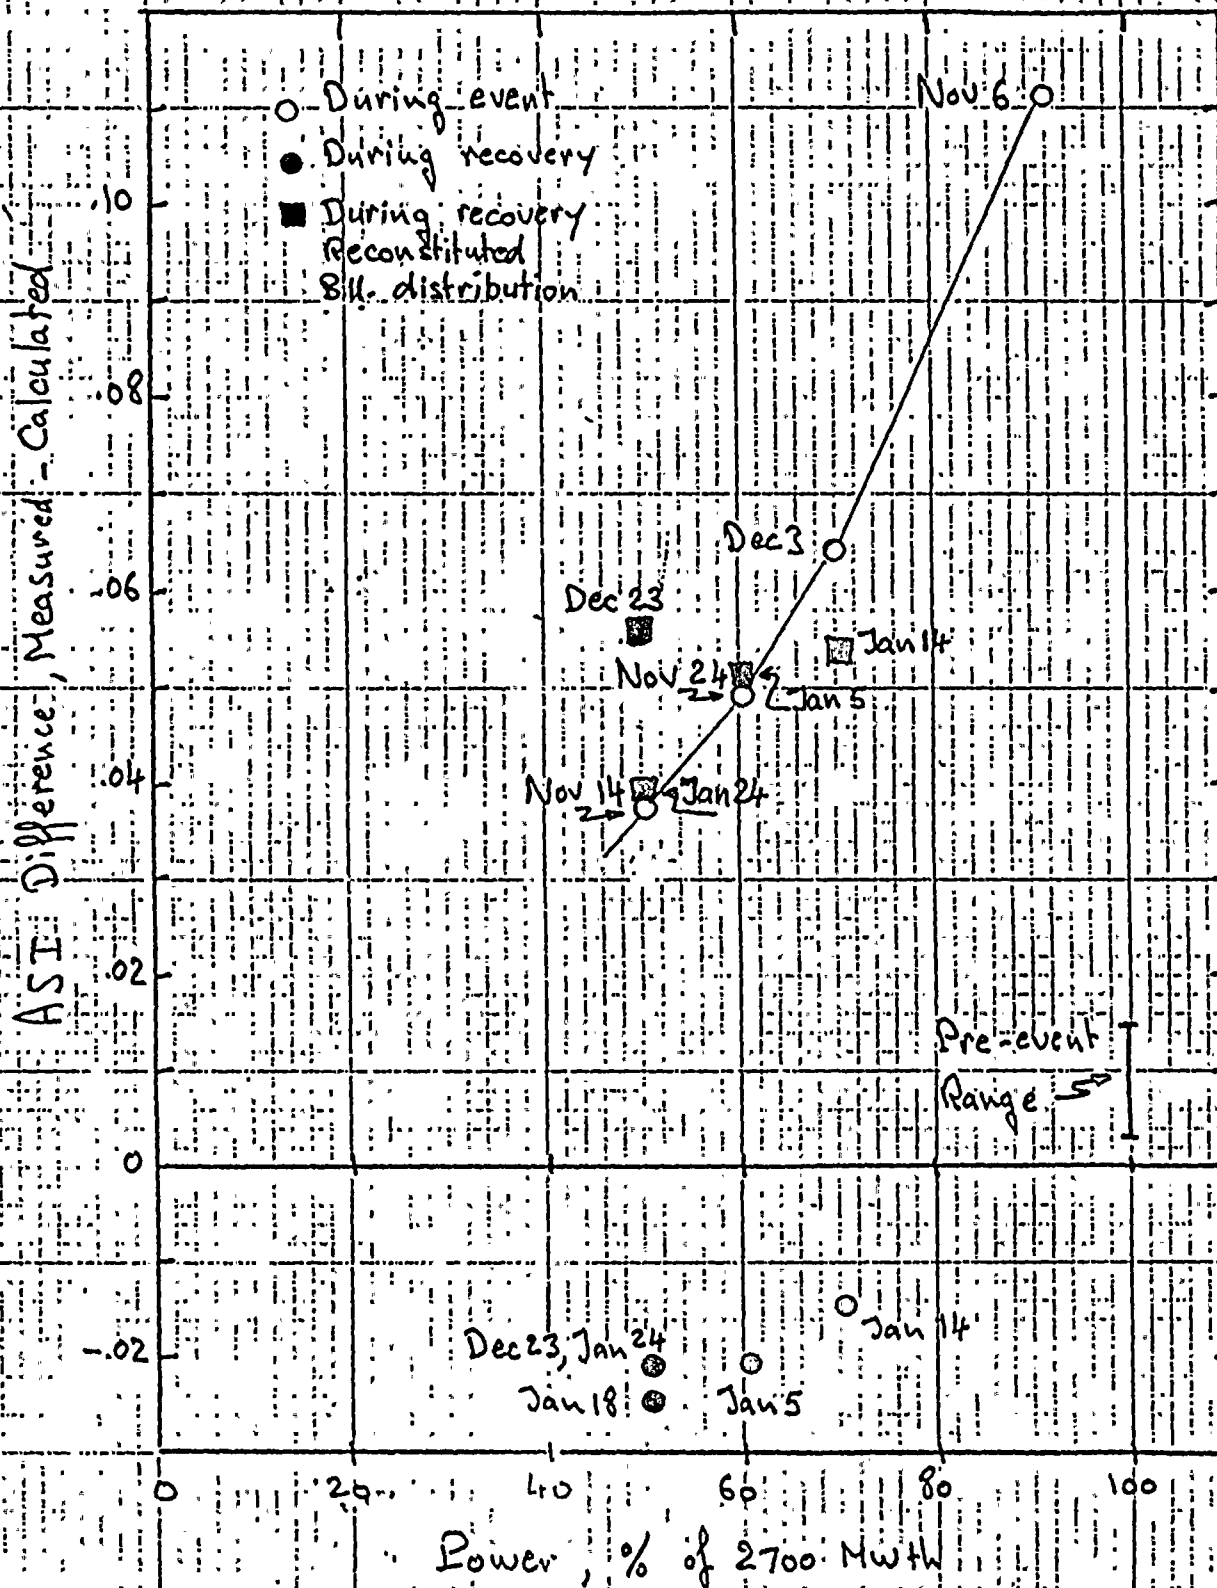 During event
During recovery
During recovery
Reconstituted
BU. distribution
Nov 6
.10
.08
.06
.04
.02
0
-.02
ASI Difference, Measured - Calculated
Dec 3
Dec 23
Jan 14
Nov 24
Jan 5
Nov 14
Jan 24
Pre-event
Range
Jan 14
Dec 23, Jan 24
Jan 18
Jan 5
0 20 40 60 80 100
Power, % of 2700 Mwth